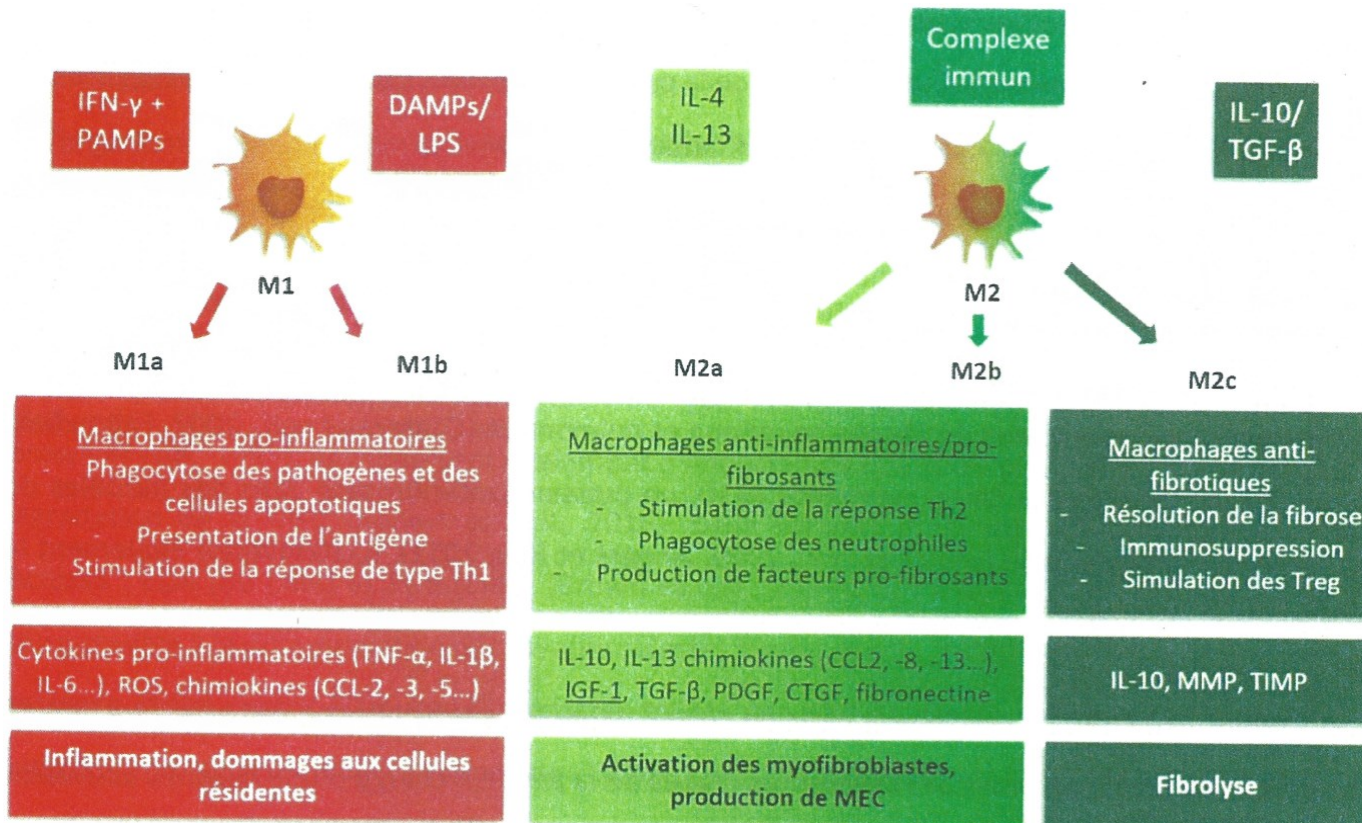 IFN-γ +
PAMPs
DAMPs/
LPS
IL-4
IL-13
Complexe
immun
IL-10/
TGF-β
M1
M2
M1a
M1b
M2a
M2b
M2c
Macrophages pro-inflammatoires
- Phagocytose des pathogènes et des
cellules apoptotiques
- Présentation de l'antigène
- Stimulation de la réponse de type Th1
Macrophages anti-inflammatoires/pro-
fibrosants
- Stimulation de la réponse Th2
- Phagocytose des neutrophiles
- Production de facteurs pro-fibrosants
Macrophages anti-
fibrotiques
- Résolution de la fibrose
- Immunosuppression
- Simulation des Treg
Cytokines pro-inflammatoires (TNF-α, IL-1β,
IL-6...), ROS, chimiokines (CCL-2, -3, -5...)
IL-10, IL-13 chimiokines (CCL2, -8, -13...),
IGF-1, TGF-β, PDGF, CTGF, fibronectine
IL-10, MMP, TIMP
Inflammation, dommages aux cellules
résidentes
Activation des myofibroblastes,
production de MEC
Fibrolyse